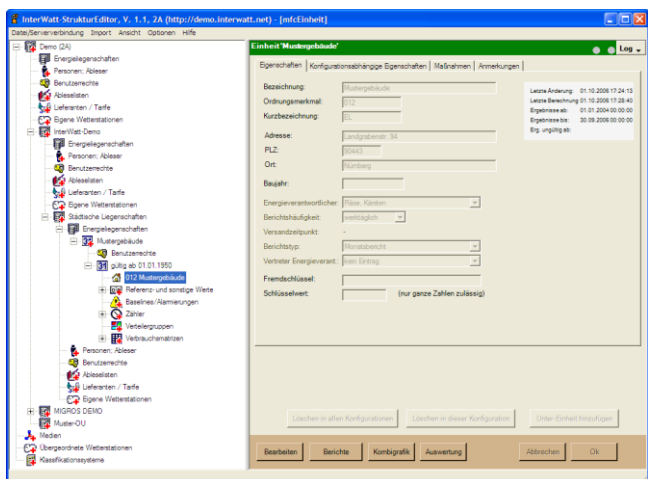 InterWatt-StrukturEditor, V. 1.1, 2A (http://demo.interwatt.net) - [mfcEinheit]
Datei/Serververbindung Import Ansicht Optionen Hilfe
Demo (2A)
Energieliegenschaften
Personen; Ableser
Benutzerrechte
Ableselisten
Lieferanten / Tarife
Eigene Wetterstationen
InterWatt-Demo
Energieliegenschaften
Personen; Ableser
Benutzerrechte
Ableselisten
Lieferanten / Tarife
Eigene Wetterstationen
Städtische Liegenschaften
Energieliegenschaften
Mustergebäude
Benutzerrechte
gültig ab 01.01.1950
012 Mustergebäude
Referenz- und sonstige Werte
Baselines/Alarmierungen
Zähler
Verteilergruppen
Verbrauchsmatrizen
Personen; Ableser
Benutzerrechte
Ableselisten
Lieferanten / Tarife
Eigene Wetterstationen
MIGROS DEMO
Muster-OU
Medien
Übergeordnete Wetterstationen
Klassifikationssysteme
Einheit 'Mustergebäude'
Log
Eigenschaften Konfigurationsabhängige Eigenschaften Maßnahmen Anmerkungen
Bezeichnung: Mustergebäude
Ordnungsmerkmal: 012
Kurzbezeichnung: EL
Adresse: Landgrabenstr. 94
PLZ: 90443
Ort: Nürnberg
Baujahr:
Energieverantwortlicher: Riese, Karsten
Berichtshäufigkeit: werktäglich
Versandzeitpunkt -
Berichtstyp: Monatsbericht
Vertreter Energieverant.: kein Eintrag
Fremdschlüssel:
Schlüsselwert: (nur ganze Zahlen zulässig)
Letzte Änderung: 01.10.2006 17:24:13
Letzte Berechnung 01.10.2006 17:28:40
Ergebnisse ab: 01.01.2004 00:00:00
Ergebnisse bis: 30.09.2006 00:00:00
Erg. ungültig ab:
Löschen in allen Konfigurationen Löschen in dieser Konfiguration Unter-Einheit hinzufügen
Bearbeiten Berichte Kombigrafik Auswertung Abbrechen Ok